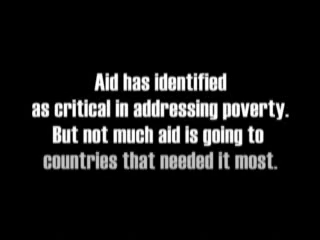 Aid has identified
as critical in addressing poverty.
But not much aid is going to
countries that needed it most.